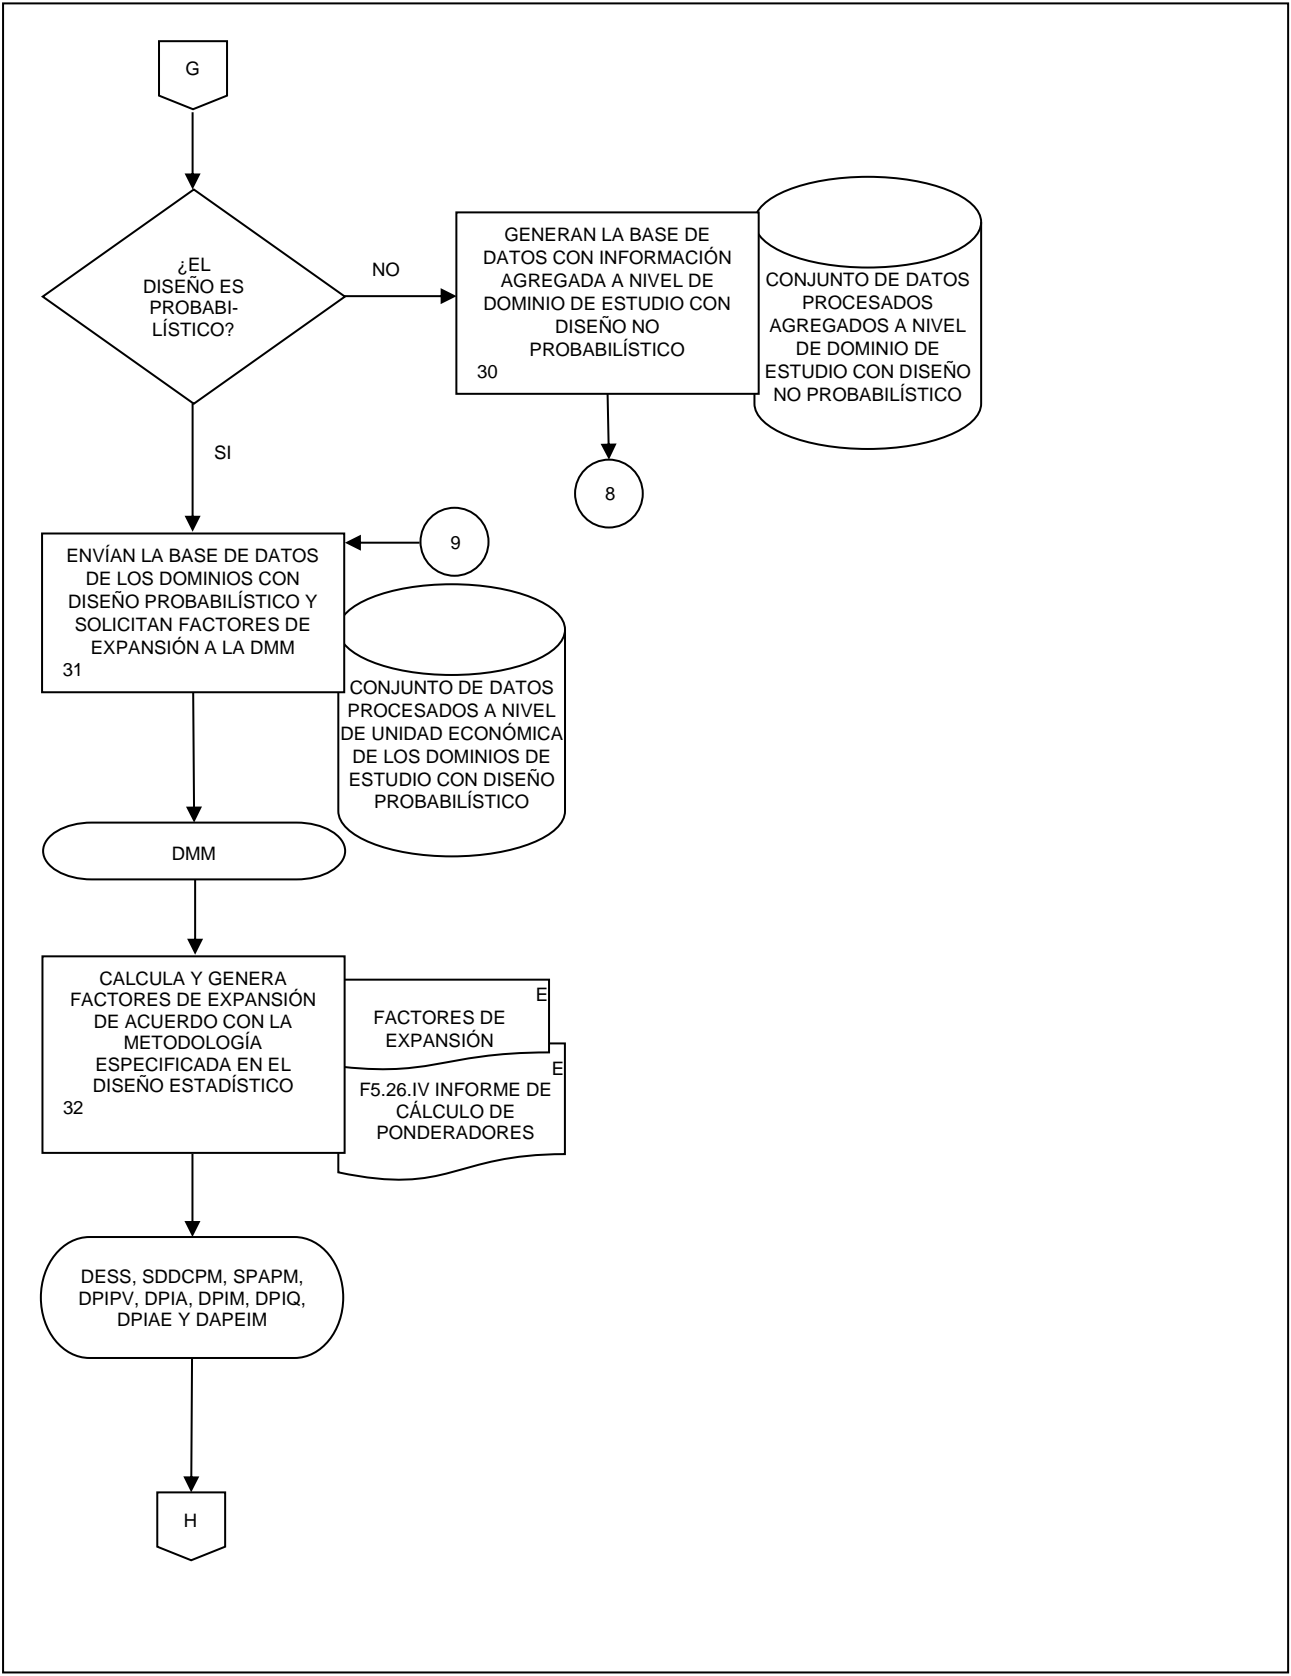 G
¿EL
DISEÑO ES
PROBABI-
LÍSTICO?
NO
GENERAN LA BASE DE
DATOS CON INFORMACIÓN
AGREGADA A NIVEL DE
DOMINIO DE ESTUDIO CON
DISEÑO NO
PROBABILÍSTICO
30
CONJUNTO DE DATOS
PROCESADOS
AGREGADOS A NIVEL
DE DOMINIO DE
ESTUDIO CON DISEÑO
NO PROBABILÍSTICO
SI
8
9
ENVÍAN LA BASE DE DATOS
DE LOS DOMINIOS CON
DISEÑO PROBABILÍSTICO Y
SOLICITAN FACTORES DE
EXPANSIÓN A LA DMM
31
CONJUNTO DE DATOS
PROCESADOS A NIVEL
DE UNIDAD ECONÓMICA
DE LOS DOMINIOS DE
ESTUDIO CON DISEÑO
PROBABILÍSTICO
DMM
CALCULA Y GENERA
FACTORES DE EXPANSIÓN
DE ACUERDO CON LA
METODOLOGÍA
ESPECIFICADA EN EL
DISEÑO ESTADÍSTICO
32
E
FACTORES DE
EXPANSIÓN
E
F5.26.IV INFORME DE
CÁLCULO DE
PONDERADORES
DESS, SDDCPM, SPAPM,
DPIPV, DPIA, DPIM, DPIQ,
DPIAE Y DAPEIM
H